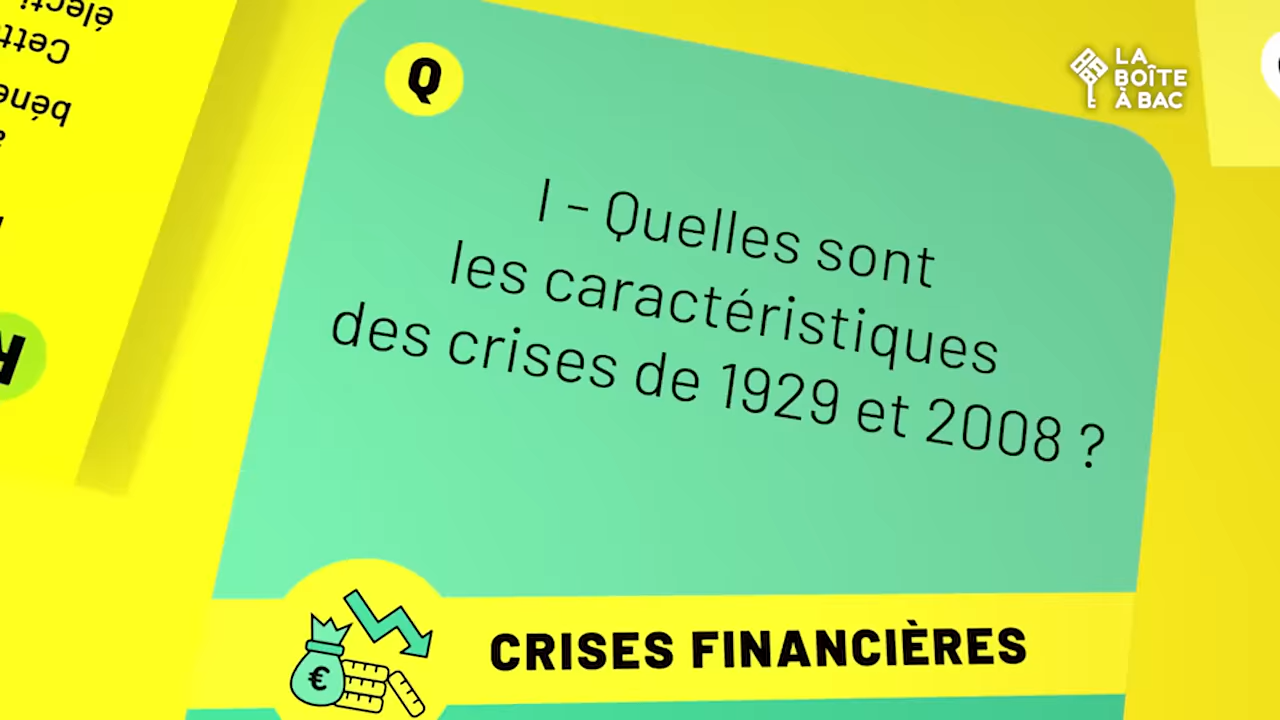 LA
BOÎTE
À BAC
Q
I - Quelles sont
les caractéristiques
des crises de 1929 et 2008 ?
€
CRISES FINANCIÈRES
R